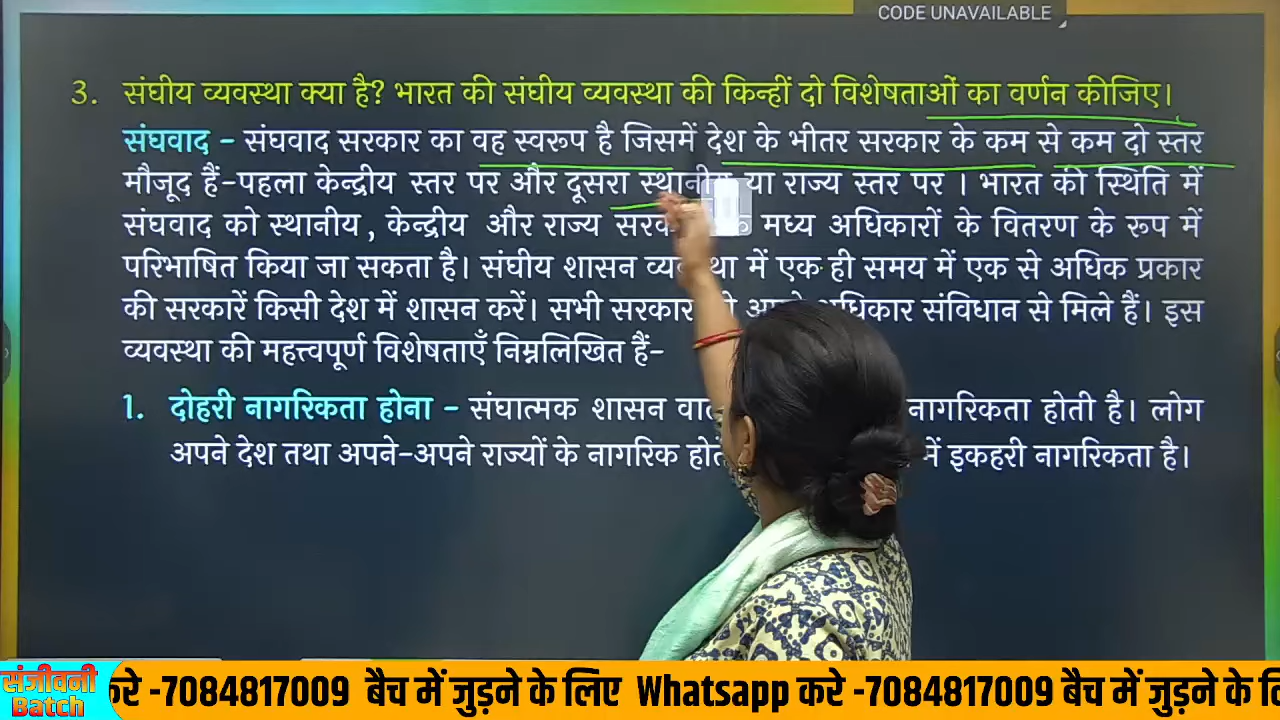 CODE UNAVAILABLE
3. संघीय व्यवस्था क्या है? भारत की संघीय व्यवस्था की किन्हीं दो विशेषताओं का वर्णन कीजिए।
संघवाद - संघवाद सरकार का वह स्वरूप है जिसमें देश के भीतर सरकार के कम से कम दो स्तर
मौजूद हैं-पहला केन्द्रीय स्तर पर और दूसरा स्थानीय या राज्य स्तर पर । भारत की स्थिति में
संघवाद को स्थानीय, केन्द्रीय और राज्य मध्य अधिकारों के वितरण के रूप में
परिभाषित किया जा सकता है। संघीय शासन व्यवस्था में एक ही समय में एक से अधिक प्रकार
की सरकारें किसी देश में शासन करें। सभी अधिकार संविधान से मिले हैं। इस
व्यवस्था की महत्त्वपूर्ण विशेषताएँ निम्नलिखित हैं-
1. दोहरी नागरिकता होना - संघात्मक शासन नागरिकता होती है। लोग
अपने देश तथा अपने-अपने राज्यों के नागरिक में इकहरी नागरिकता है।
संजीवनी
Batch
करे -7084817009 बैच में जुड़ने के लिए Whatsapp करे -7084817009 बैच में जुड़ने के